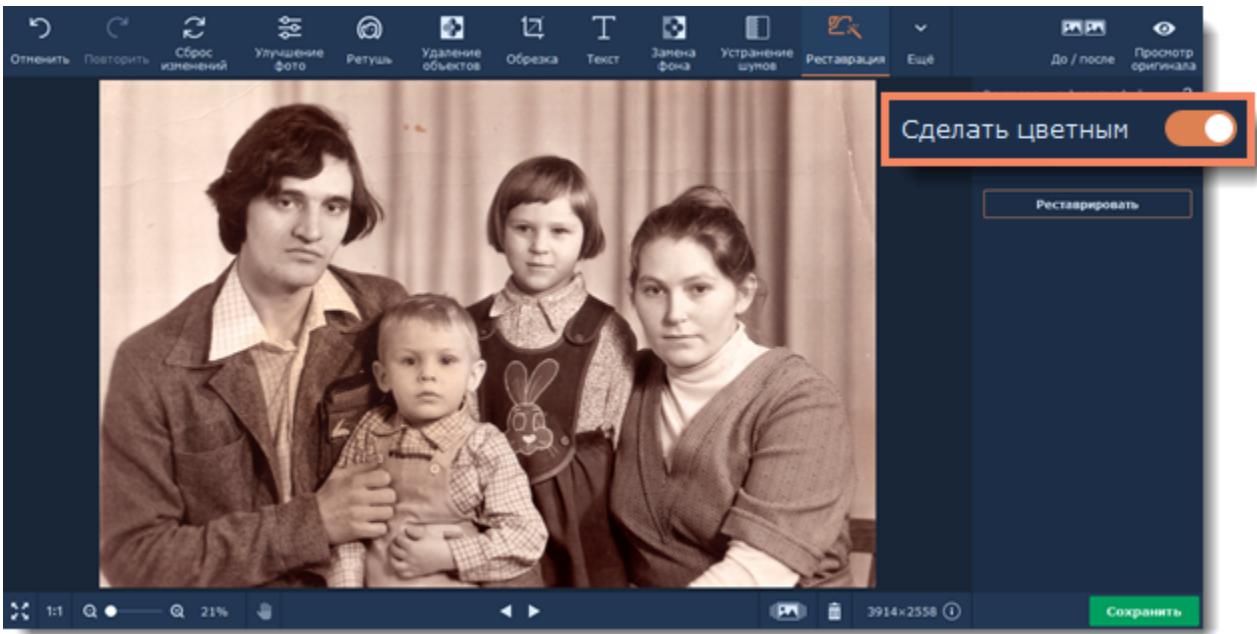 Отменить
Повторить
Сброс
изменений
Улучшение
фото
Ретушь
Удаление
объектов
Обрезка
Текст
Замена
фона
Устранение
шумов
Реставрация
Ещё
До / после
Просмотр
оригинала
Сделать цветным
Реставрировать
1:1
21%
3914×2558
Сохранить